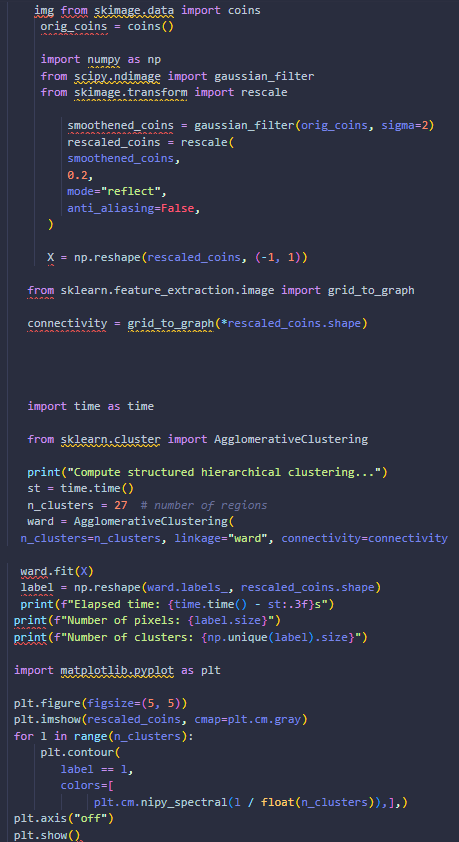 img from skimage.data import coins
orig_coins = coins()
import numpy as np
from scipy.ndimage import gaussian_filter
from skimage.transform import rescale
smoothened_coins = gaussian_filter(orig_coins, sigma=2)
rescaled_coins = rescale(
smoothened_coins,
0.2,
mode="reflect",
anti_aliasing=False,
)
X = np.reshape(rescaled_coins, (-1, 1))
from sklearn.feature_extraction.image import grid_to_graph
connectivity = grid_to_graph(*rescaled_coins.shape)
import time as time
from sklearn.cluster import AgglomerativeClustering
print("Compute structured hierarchical clustering...")
st = time.time()
n_clusters = 27  # number of regions
ward = AgglomerativeClustering(
n_clusters=n_clusters, linkage="ward", connectivity=connectivity
ward.fit(X)
label = np.reshape(ward.labels_, rescaled_coins.shape)
print(f"Elapsed time: {time.time() - st:.3f}s")
print(f"Number of pixels: {label.size}")
print(f"Number of clusters: {np.unique(label).size}")
import matplotlib.pyplot as plt
plt.figure(figsize=(5, 5))
plt.imshow(rescaled_coins, cmap=plt.cm.gray)
for l in range(n_clusters):
plt.contour(
label == l,
colors=[
plt.cm.nipy_spectral(l / float(n_clusters)),],)
plt.axis("off")
plt.show()